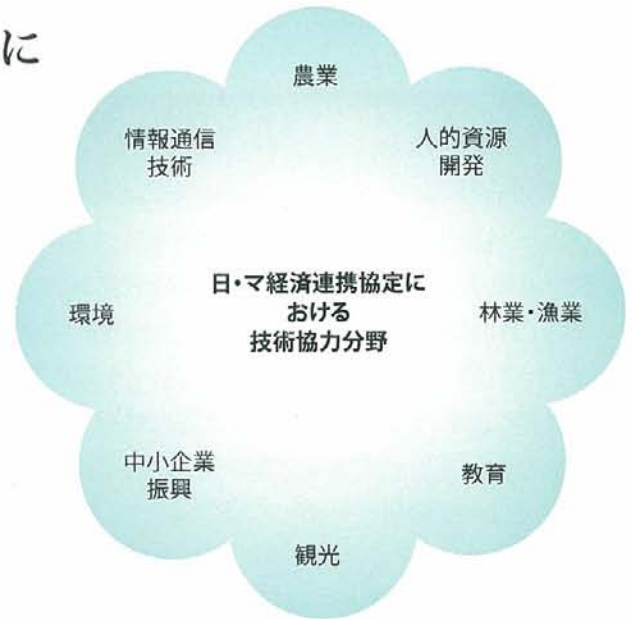 に
農業
人的資源
開発
林業・漁業
教育
観光
中小企業
振興
環境
情報通信
技術
日・マ経済連携協定に
おける
技術協力分野